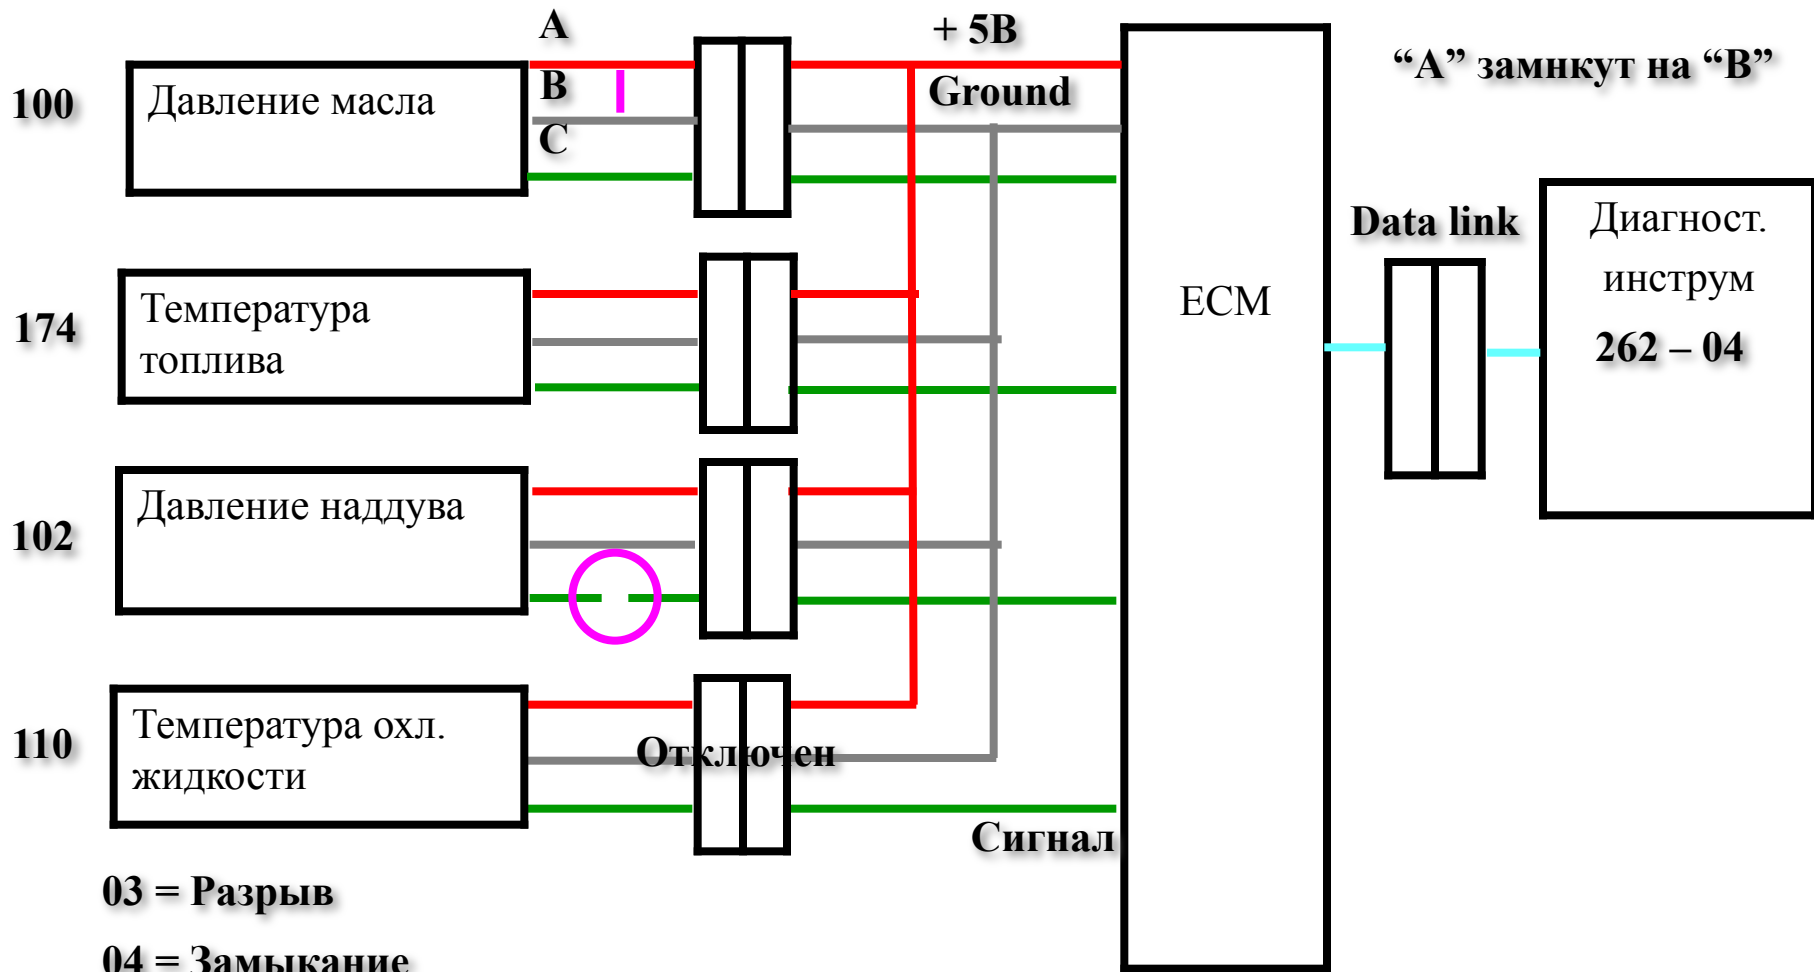 A
+ 5В
“А” замнкут на “В”
100
Давление масла
B
Ground
C
Data link
Диагност.
инструм
262 – 04
174
Температура
топлива
ECM
102
Давление наддува
110
Температура охл.
жидкости
Отключен
Сигнал
03 = Разрыв
04 = Замыкание